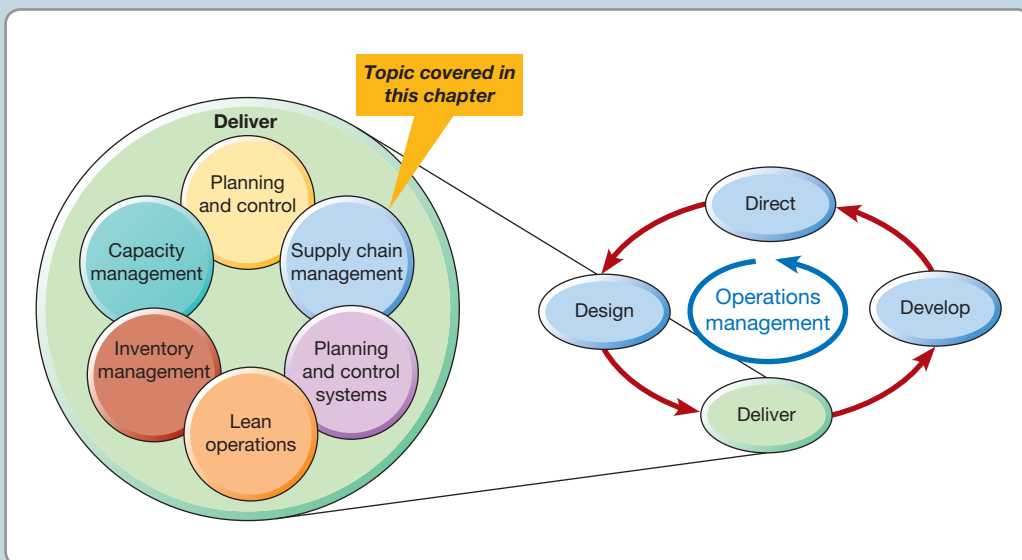 Topic covered in
this chapter
Deliver
Planning
and control
Capacity
management
Supply chain
management
Inventory
management
Planning
and control
systems
Lean
operations
Direct
Design
Operations
management
Develop
Deliver